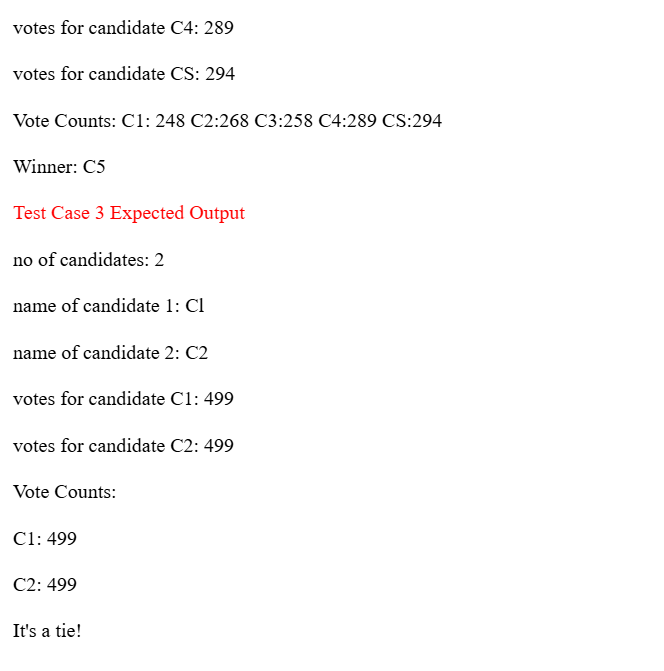 votes for candidate C4: 289
votes for candidate CS: 294
Vote Counts: C1: 248 C2:268 C3:258 C4:289 CS:294
Winner: C5
Test Case 3 Expected Output
no of candidates: 2
name of candidate 1: Cl
name of candidate 2: C2
votes for candidate C1: 499
votes for candidate C2: 499
Vote Counts:
C1: 499
C2: 499
It's a tie!